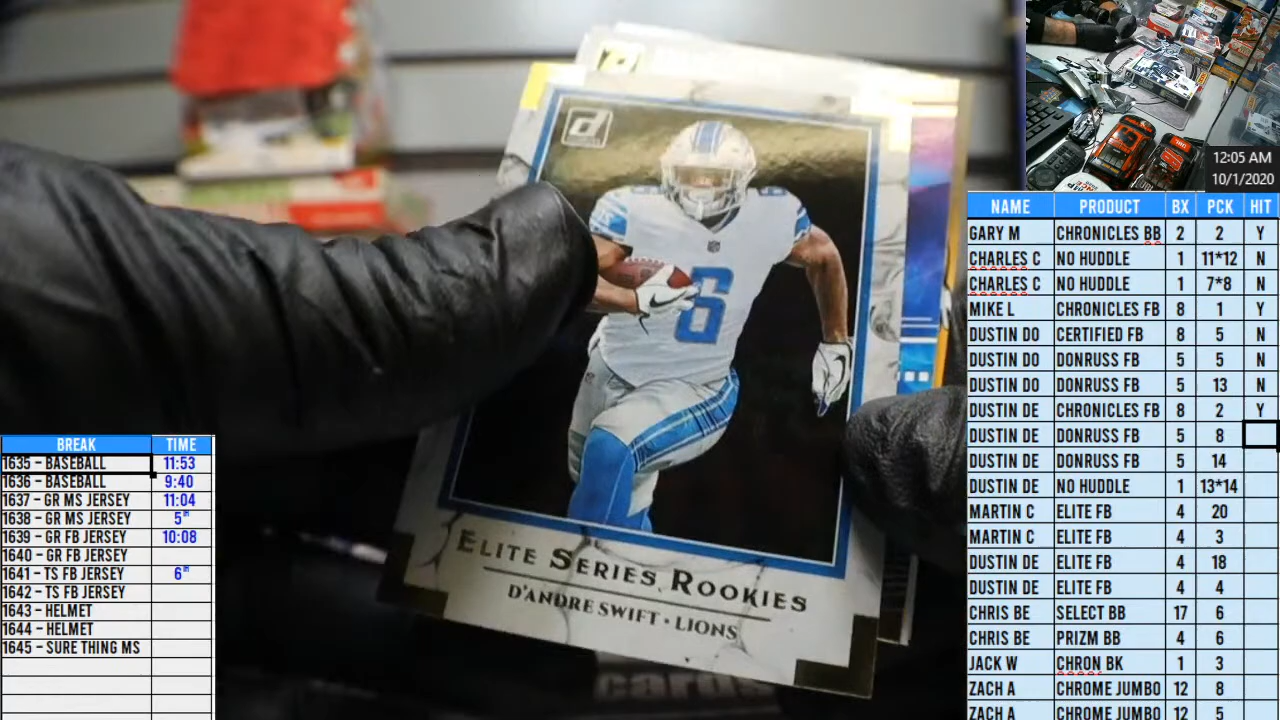 12:05 AM
10/1/2020
NAME PRODUCT BX PCK HIT
GARY M CHRONICLES BB 2 2 Y
CHARLES C NO HUDDLE 1 11*12 N
CHARLES C NO HUDDLE 1 7*8 N
MIKE L CHRONICLES FB 8 1 Y
DUSTIN DO CERTIFIED FB 8 5 N
DUSTIN DO DONRUSS FB 5 5 N
DUSTIN DO DONRUSS FB 5 13 N
DUSTIN DE CHRONICLES FB 8 2 Y
DUSTIN DE DONRUSS FB 5 8
DUSTIN DE DONRUSS FB 5 14
DUSTIN DE NO HUDDLE 1 13*14
MARTIN C ELITE FB 4 20
MARTIN C ELITE FB 4 3
DUSTIN DE ELITE FB 4 18
DUSTIN DE ELITE FB 4 4
CHRIS BE SELECT BB 17 6
CHRIS BE PRIZM BB 4 6
JACK W CHRON BK 1 3
ZACH A CHROME JUMBO 12 8
ZACH A CHROME JUMBO 12 5
d
6
ELITE SERIES ROOKIES
D'ANDRE SWIFT • LIONS
cards
BREAK TIME
1635 – BASEBALL 11:53
1636 – BASEBALL 9:40
1637 – GR MS JERSEY 11:04
1638 – GR MS JERSEY 5TH
1639 – GR FB JERSEY 10:08
1640 – GR FB JERSEY
1641 – TS FB JERSEY 6TH
1642 – TS FB JERSEY
1643 – HELMET
1644 – HELMET
1645 – SURE THING MS